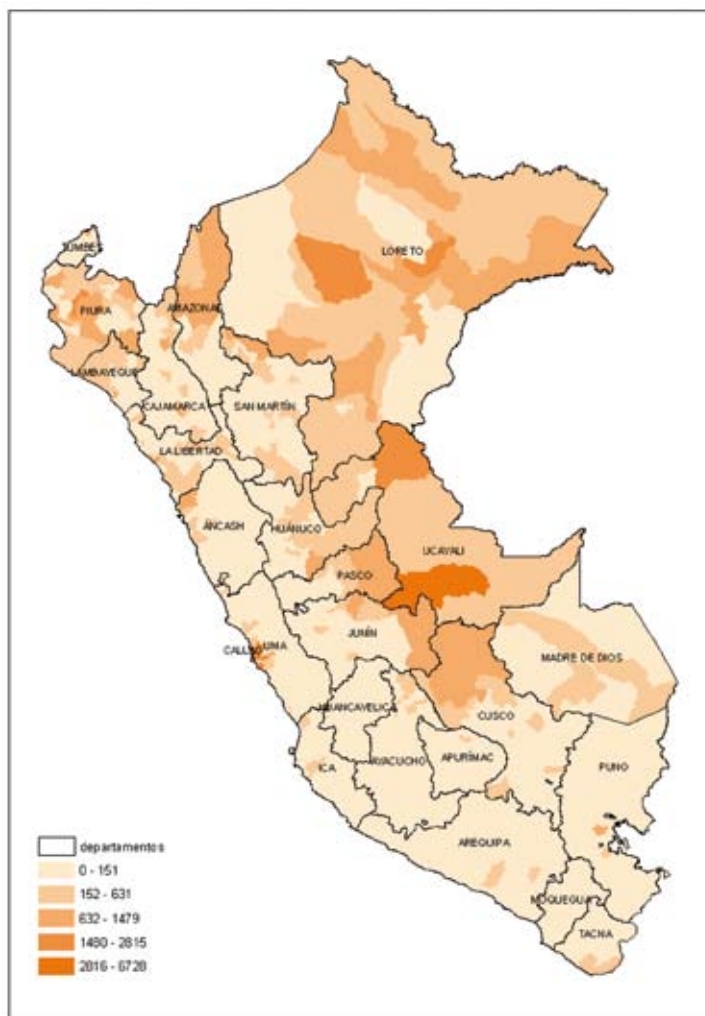 LORETO
TUMBES
PIURA
AMAZONAS
LAMBAYEQUE
CAJAMARCA
SAN MARTÍN
LA LIBERTAD
ÁNCASH
HUÁNUCO
UCAYALI
PASCO
JUNÍN
CALLAO
LIMA
MADRE DE DIOS
HUANCAVELICA
CUSCO
ICA
AYACUCHO
APURÍMAC
PUNO
AREQUIPA
MOQUEGUA
TACNA
departamentos
0 - 151
152 - 631
632 - 1479
1480 - 2815
2816 - 6728